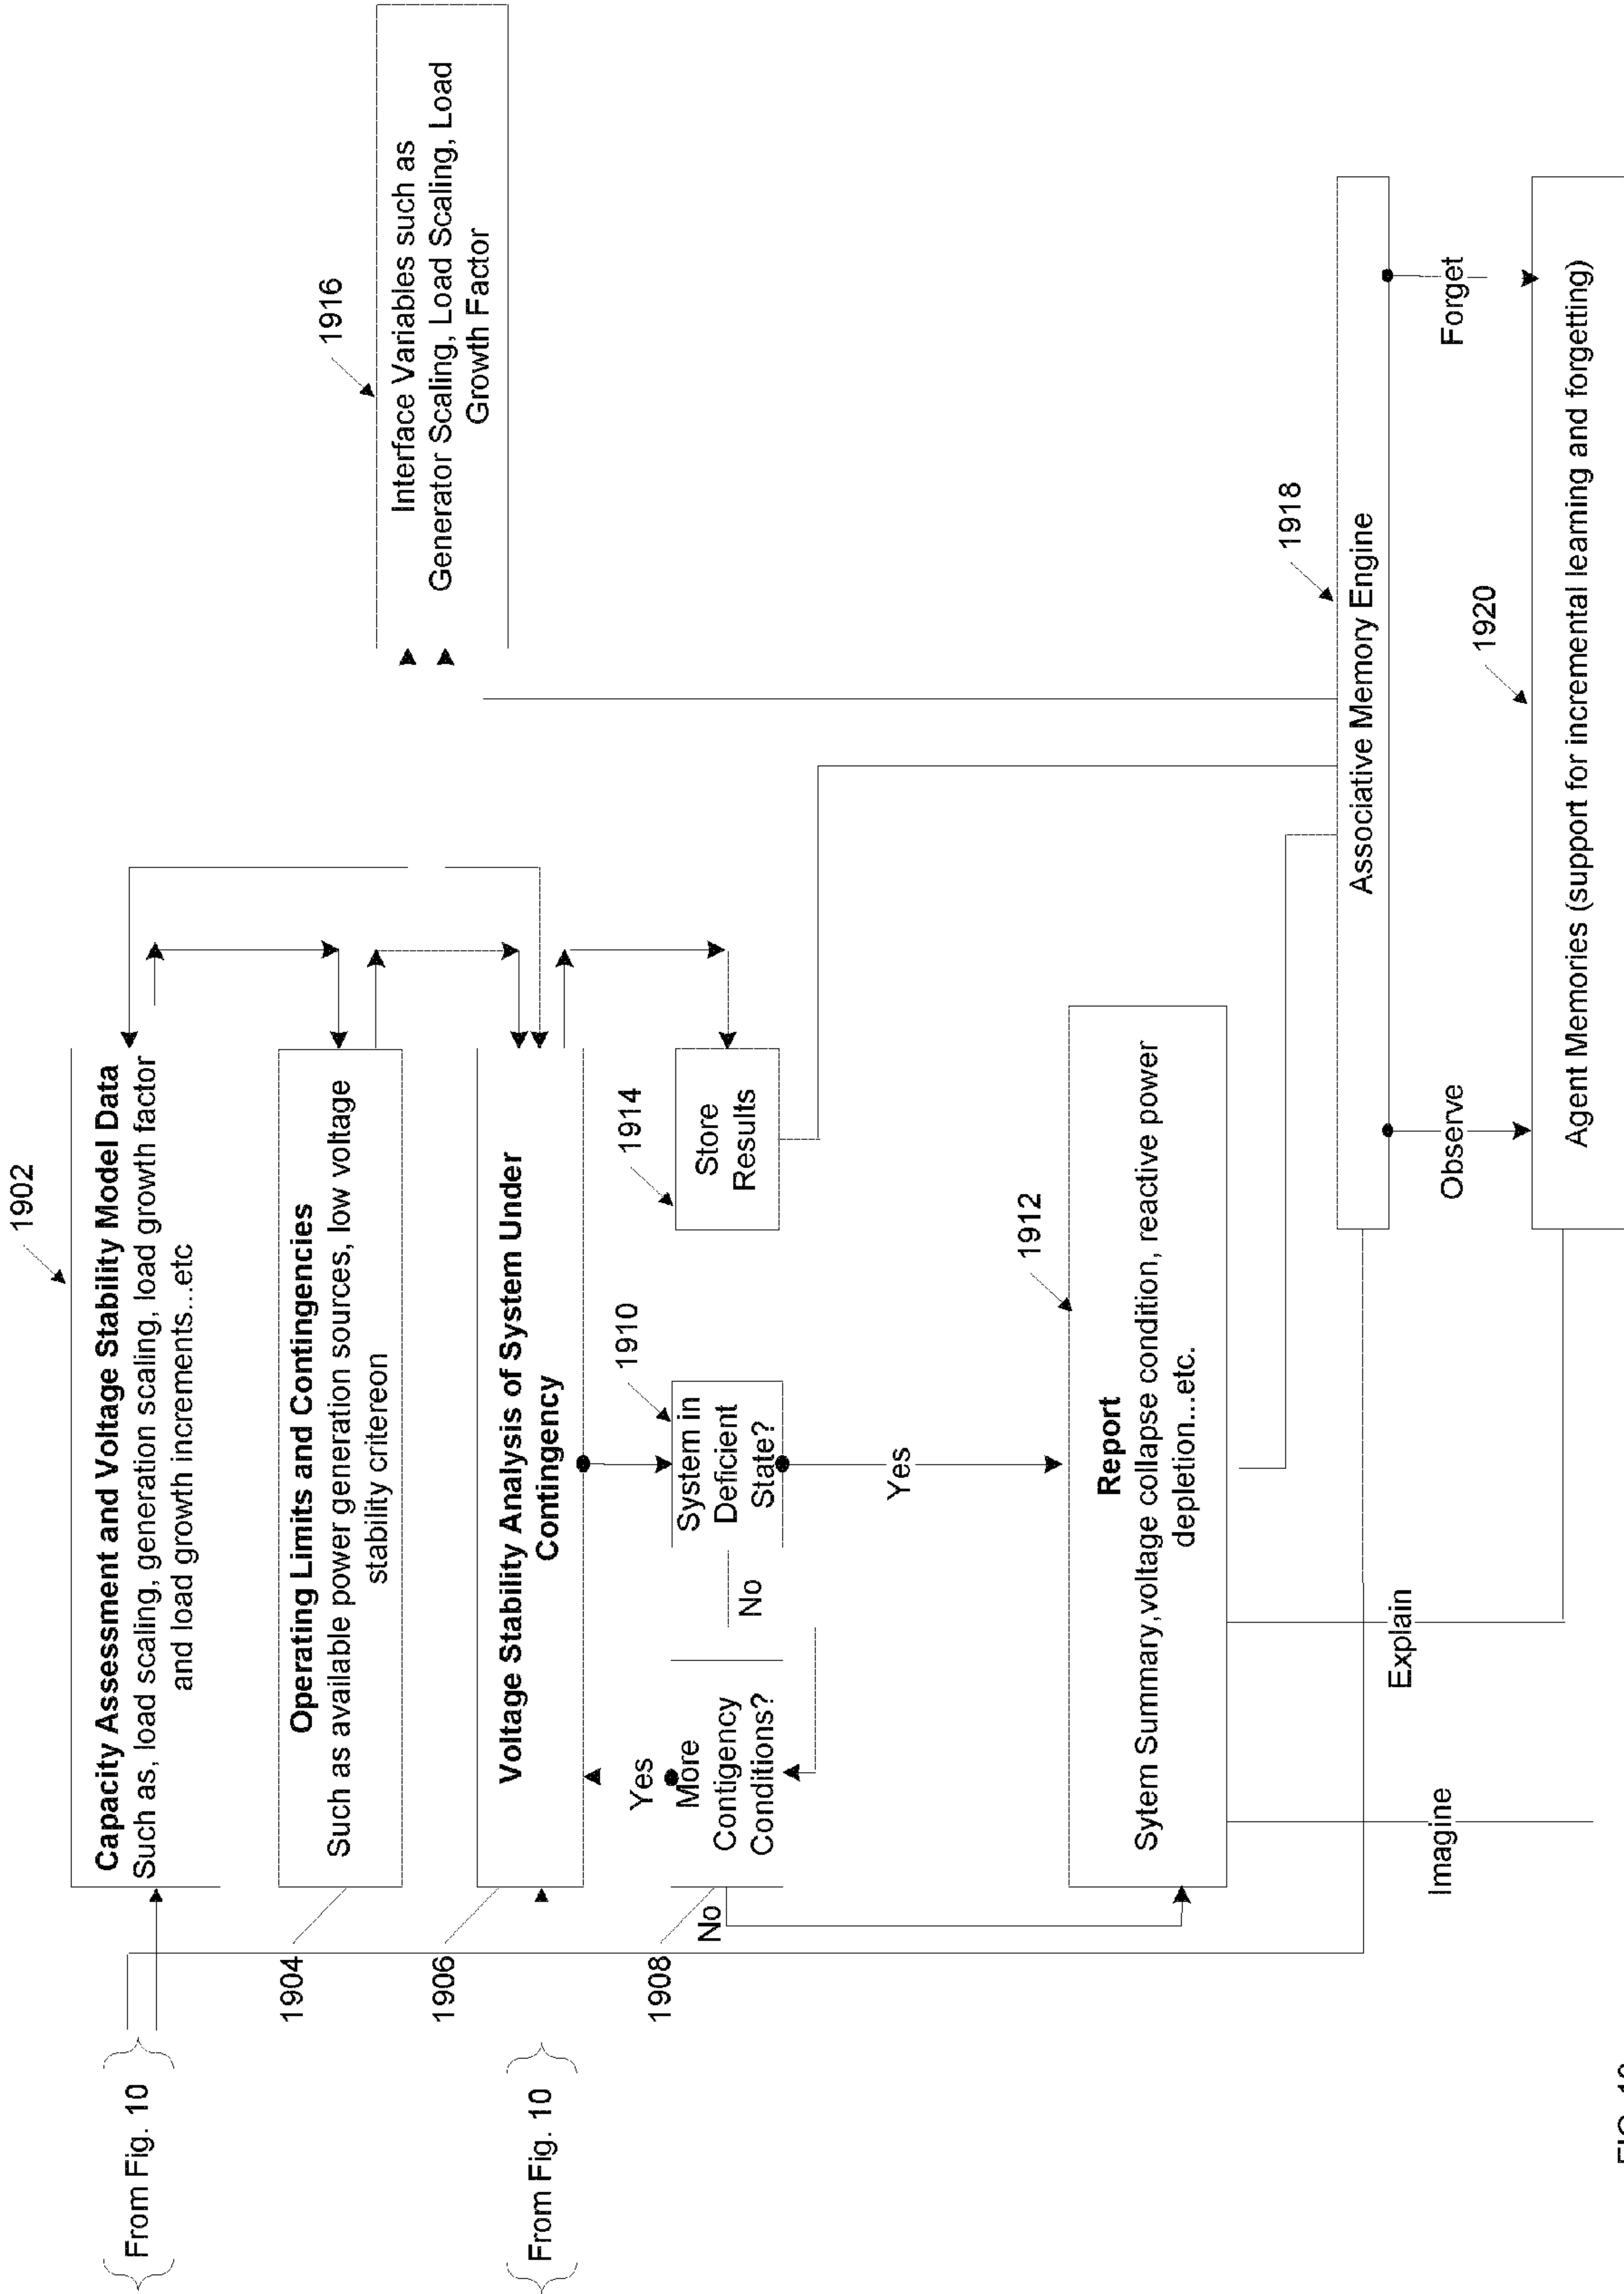 1902
From Fig. 10
Capacity Assessment and Voltage Stability Model Data
Such as, load scaling, generation scaling, load growth factor
and load growth increments...etc
1904
Operating Limits and Contingencies
Such as available power generation sources, low voltage
stability critereon
1916
Interface Variables such as
Generator Scaling, Load Scaling, Load
Growth Factor
1906
From Fig. 10
Voltage Stability Analysis of System Under
Contingency
1908
Yes
More
Contigency
Conditions?
No
No
1910
System in
Deficient
State?
Yes
1914
Store
Results
1912
Report
Sytem Summary,voltage collapse condition, reactive power
depletion...etc.
1918
Associative Memory Engine
Imagine
Explain
Observe
Forget
1920
Agent Memories (support for incremental learning and forgetting)